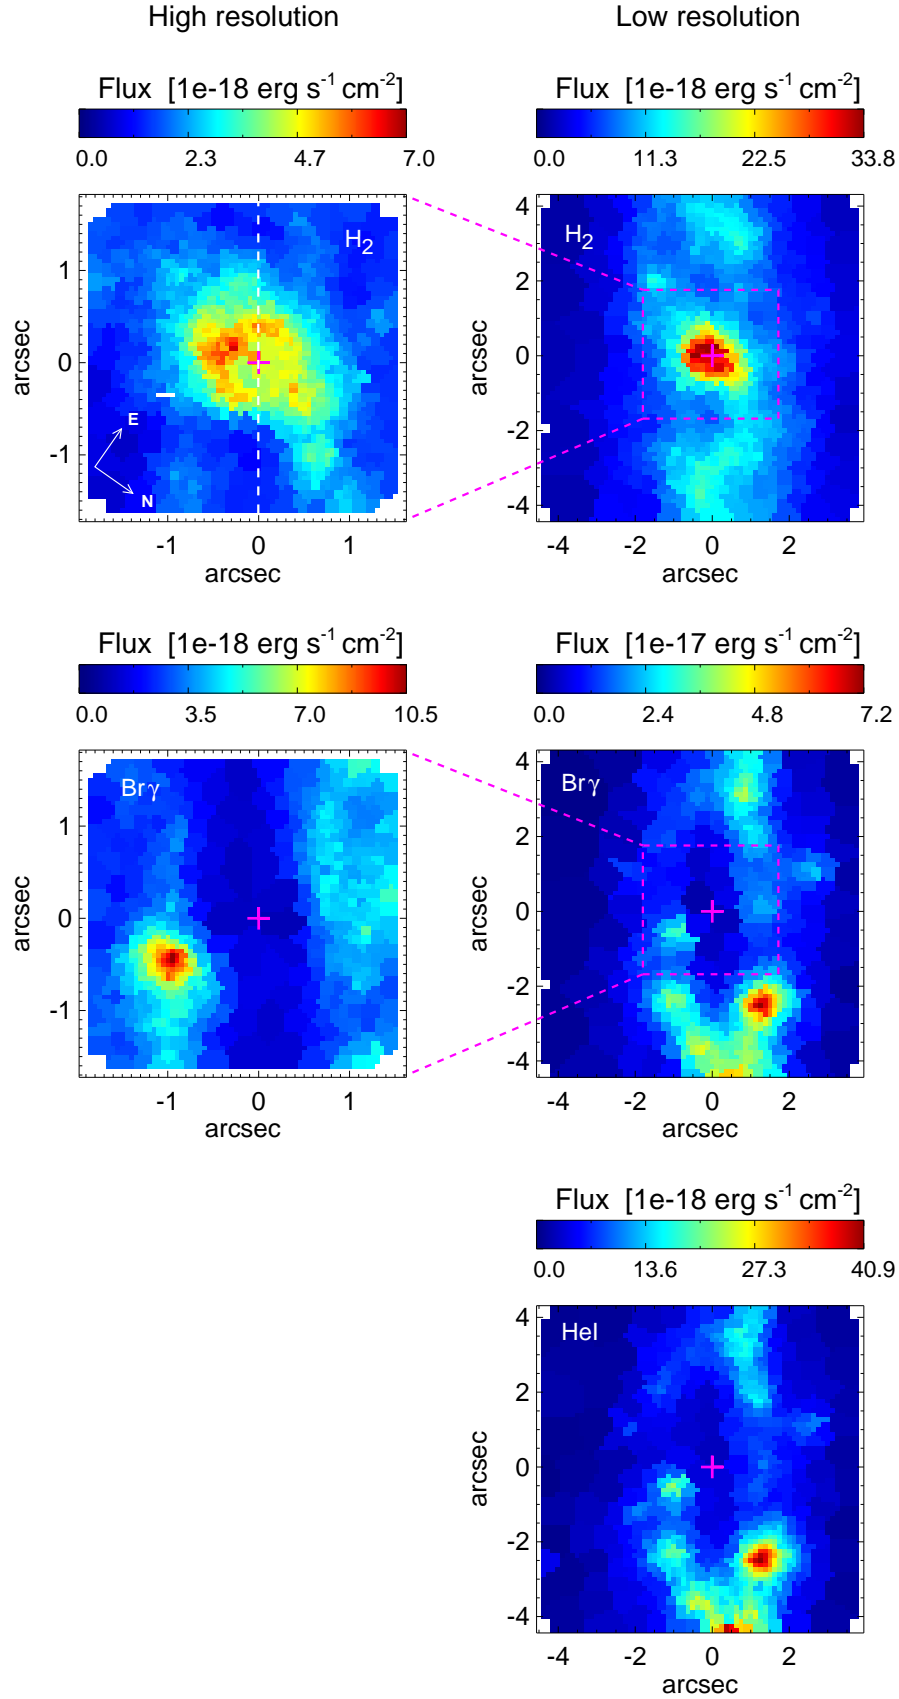 High resolution Low resolution
Flux [1e-18 erg s-1 cm-2] Flux [1e-18 erg s-1 cm-2]
0.0 2.3 4.7 7.0 0.0 11.3 22.5 33.8
H2
E
N
1
0
-1
arcsec
-1 0 1
arcsec
H2
4
2
0
-2
-4
arcsec
-4 -2 0 2
arcsec
Flux [1e-18 erg s-1 cm-2] Flux [1e-17 erg s-1 cm-2]
0.0 3.5 7.0 10.5 0.0 2.4 4.8 7.2
Brγ
1
0
-1
arcsec
-1 0 1
arcsec
Brγ
4
2
0
-2
-4
arcsec
-4 -2 0 2
arcsec
Flux [1e-18 erg s-1 cm-2]
0.0 13.6 27.3 40.9
HeI
4
2
0
-2
-4
arcsec
-4 -2 0 2
arcsec